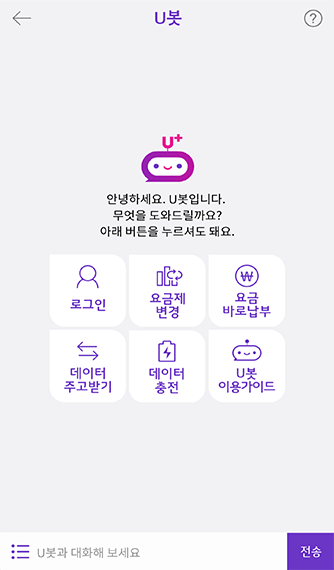 U봇
?
U+
안녕하세요. U봇입니다.
무엇을 도와드릴까요?
아래 버튼을 누르셔도 돼요.
로그인
요금제
변경
₩
요금
바로납부
데이터
주고받기
데이터
충전
U봇
이용가이드
U봇과 대화해 보세요
전송